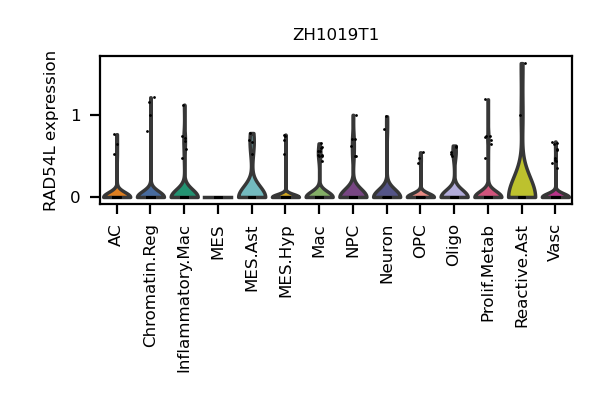 ZH1019T1
RAD54L expression
1
0
AC
Chromatin.Reg
Inflammatory.Mac
MES
MES.Ast
MES.Hyp
Mac
NPC
Neuron
OPC
Oligo
Prolif.Metab
Reactive.Ast
Vasc